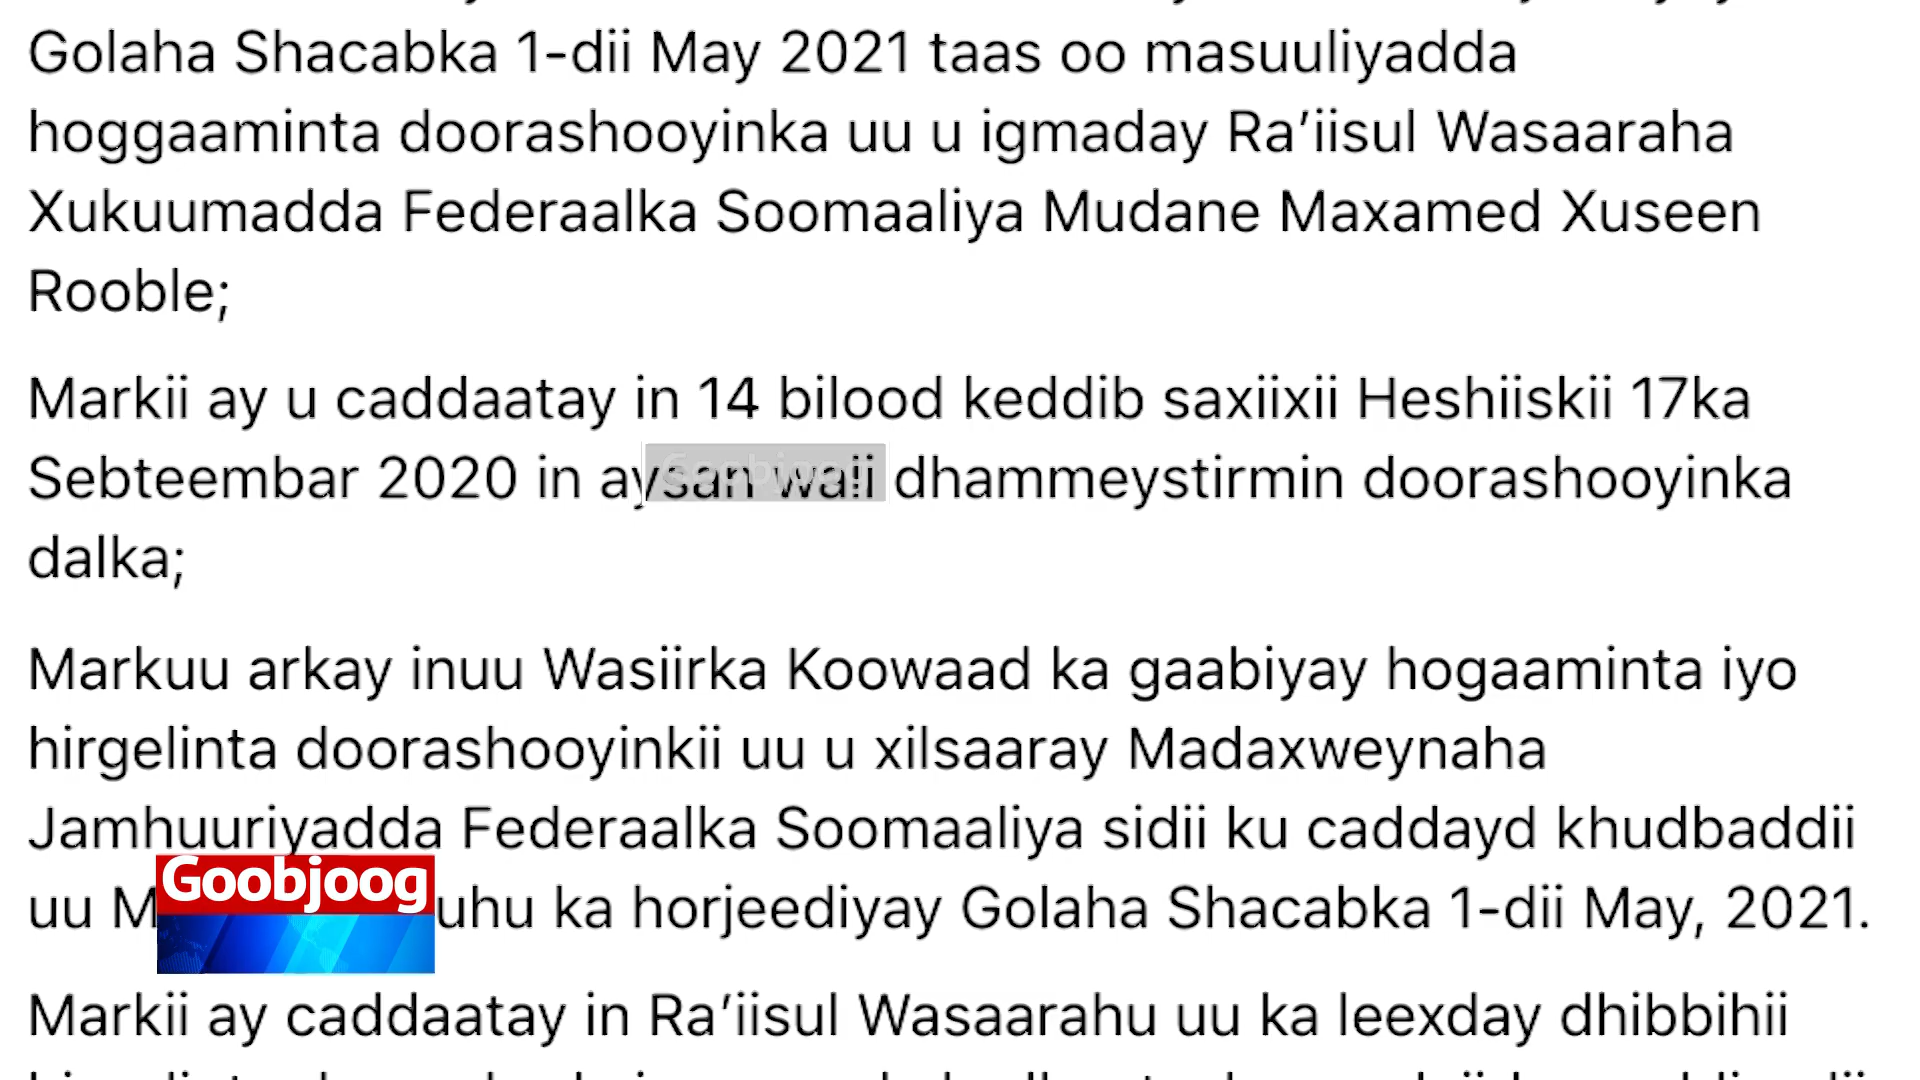 Golaha Shacabka 1-dii May 2021 taas oo masuuliyadda
hoggaaminta doorashooyinka uu u igmaday Ra’iisul Wasaaraha
Xukuumadda Federaalka Soomaaliya Mudane Maxamed Xuseen
Rooble;
Markii ay u caddaatay in 14 bilood keddib saxiixii Heshiiskii 17ka
Sebteembar 2020 in aysan wali dhammeystirmin doorashooyinka
dalka;
Markuu arkay inuu Wasiirka Koowaad ka gaabiyay hogaaminta iyo
hirgelinta doorashooyinkii uu u xilsaaray Madaxweynaha
Jamhuuriyadda Federaalka Soomaaliya sidii ku caddayd khudbaddii
uu ka horjeediyay Golaha Shacabka 1-dii May, 2021.
Goobjoog
Markii ay caddaatay in Ra’iisul Wasaarahu uu ka leexday dhibbihii